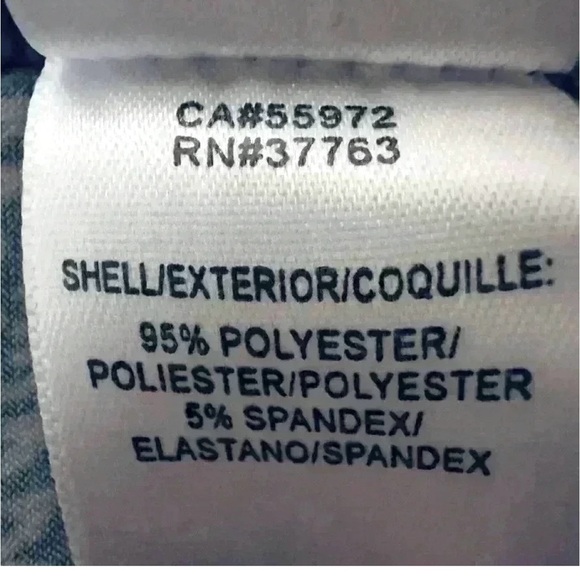 CA#55972
RN#37763
SHELL/EXTERIOR/COQUILLE:
95% POLYESTER/
POLIESTER/POLYESTER
5% SPANDEX/
ELASTANO/SPANDEX